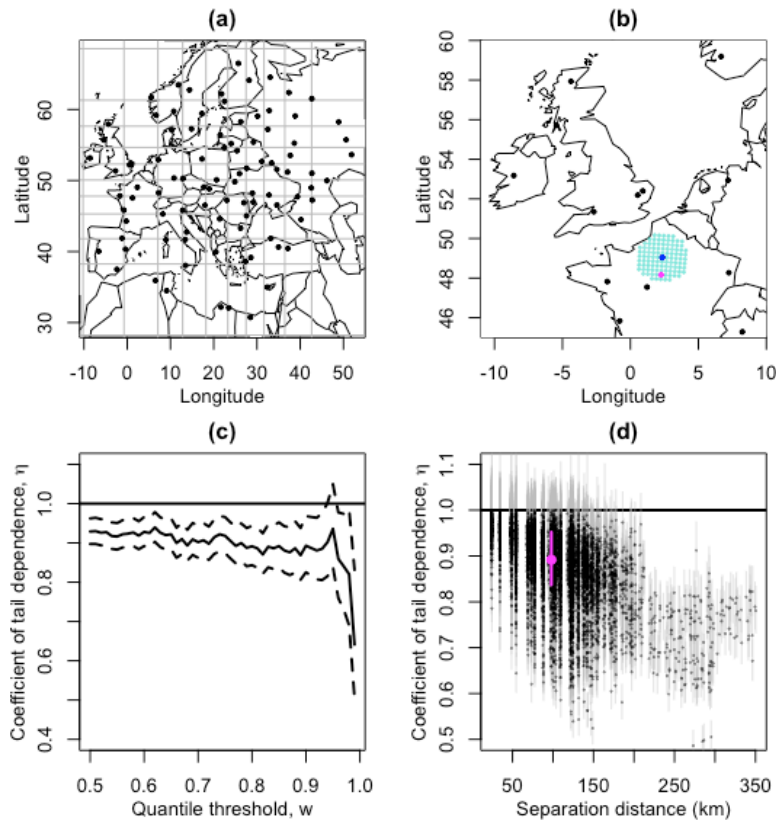 (a)
(b)
Latitude
30 40 50 60
-10 0 10 20 30 40 50
Longitude
Latitude
46 48 50 52 54 56 58 60
-10 -5 0 5 10
Longitude
(c)
(d)
Coefficient of tail dependence, η
0.4 0.6 0.8 1.0
0.5 0.6 0.7 0.8 0.9 1.0
Quantile threshold, w
Coefficient of tail dependence, η
0.5 0.6 0.7 0.8 0.9 1.0 1.1
50 150 250 350
Separation distance (km)